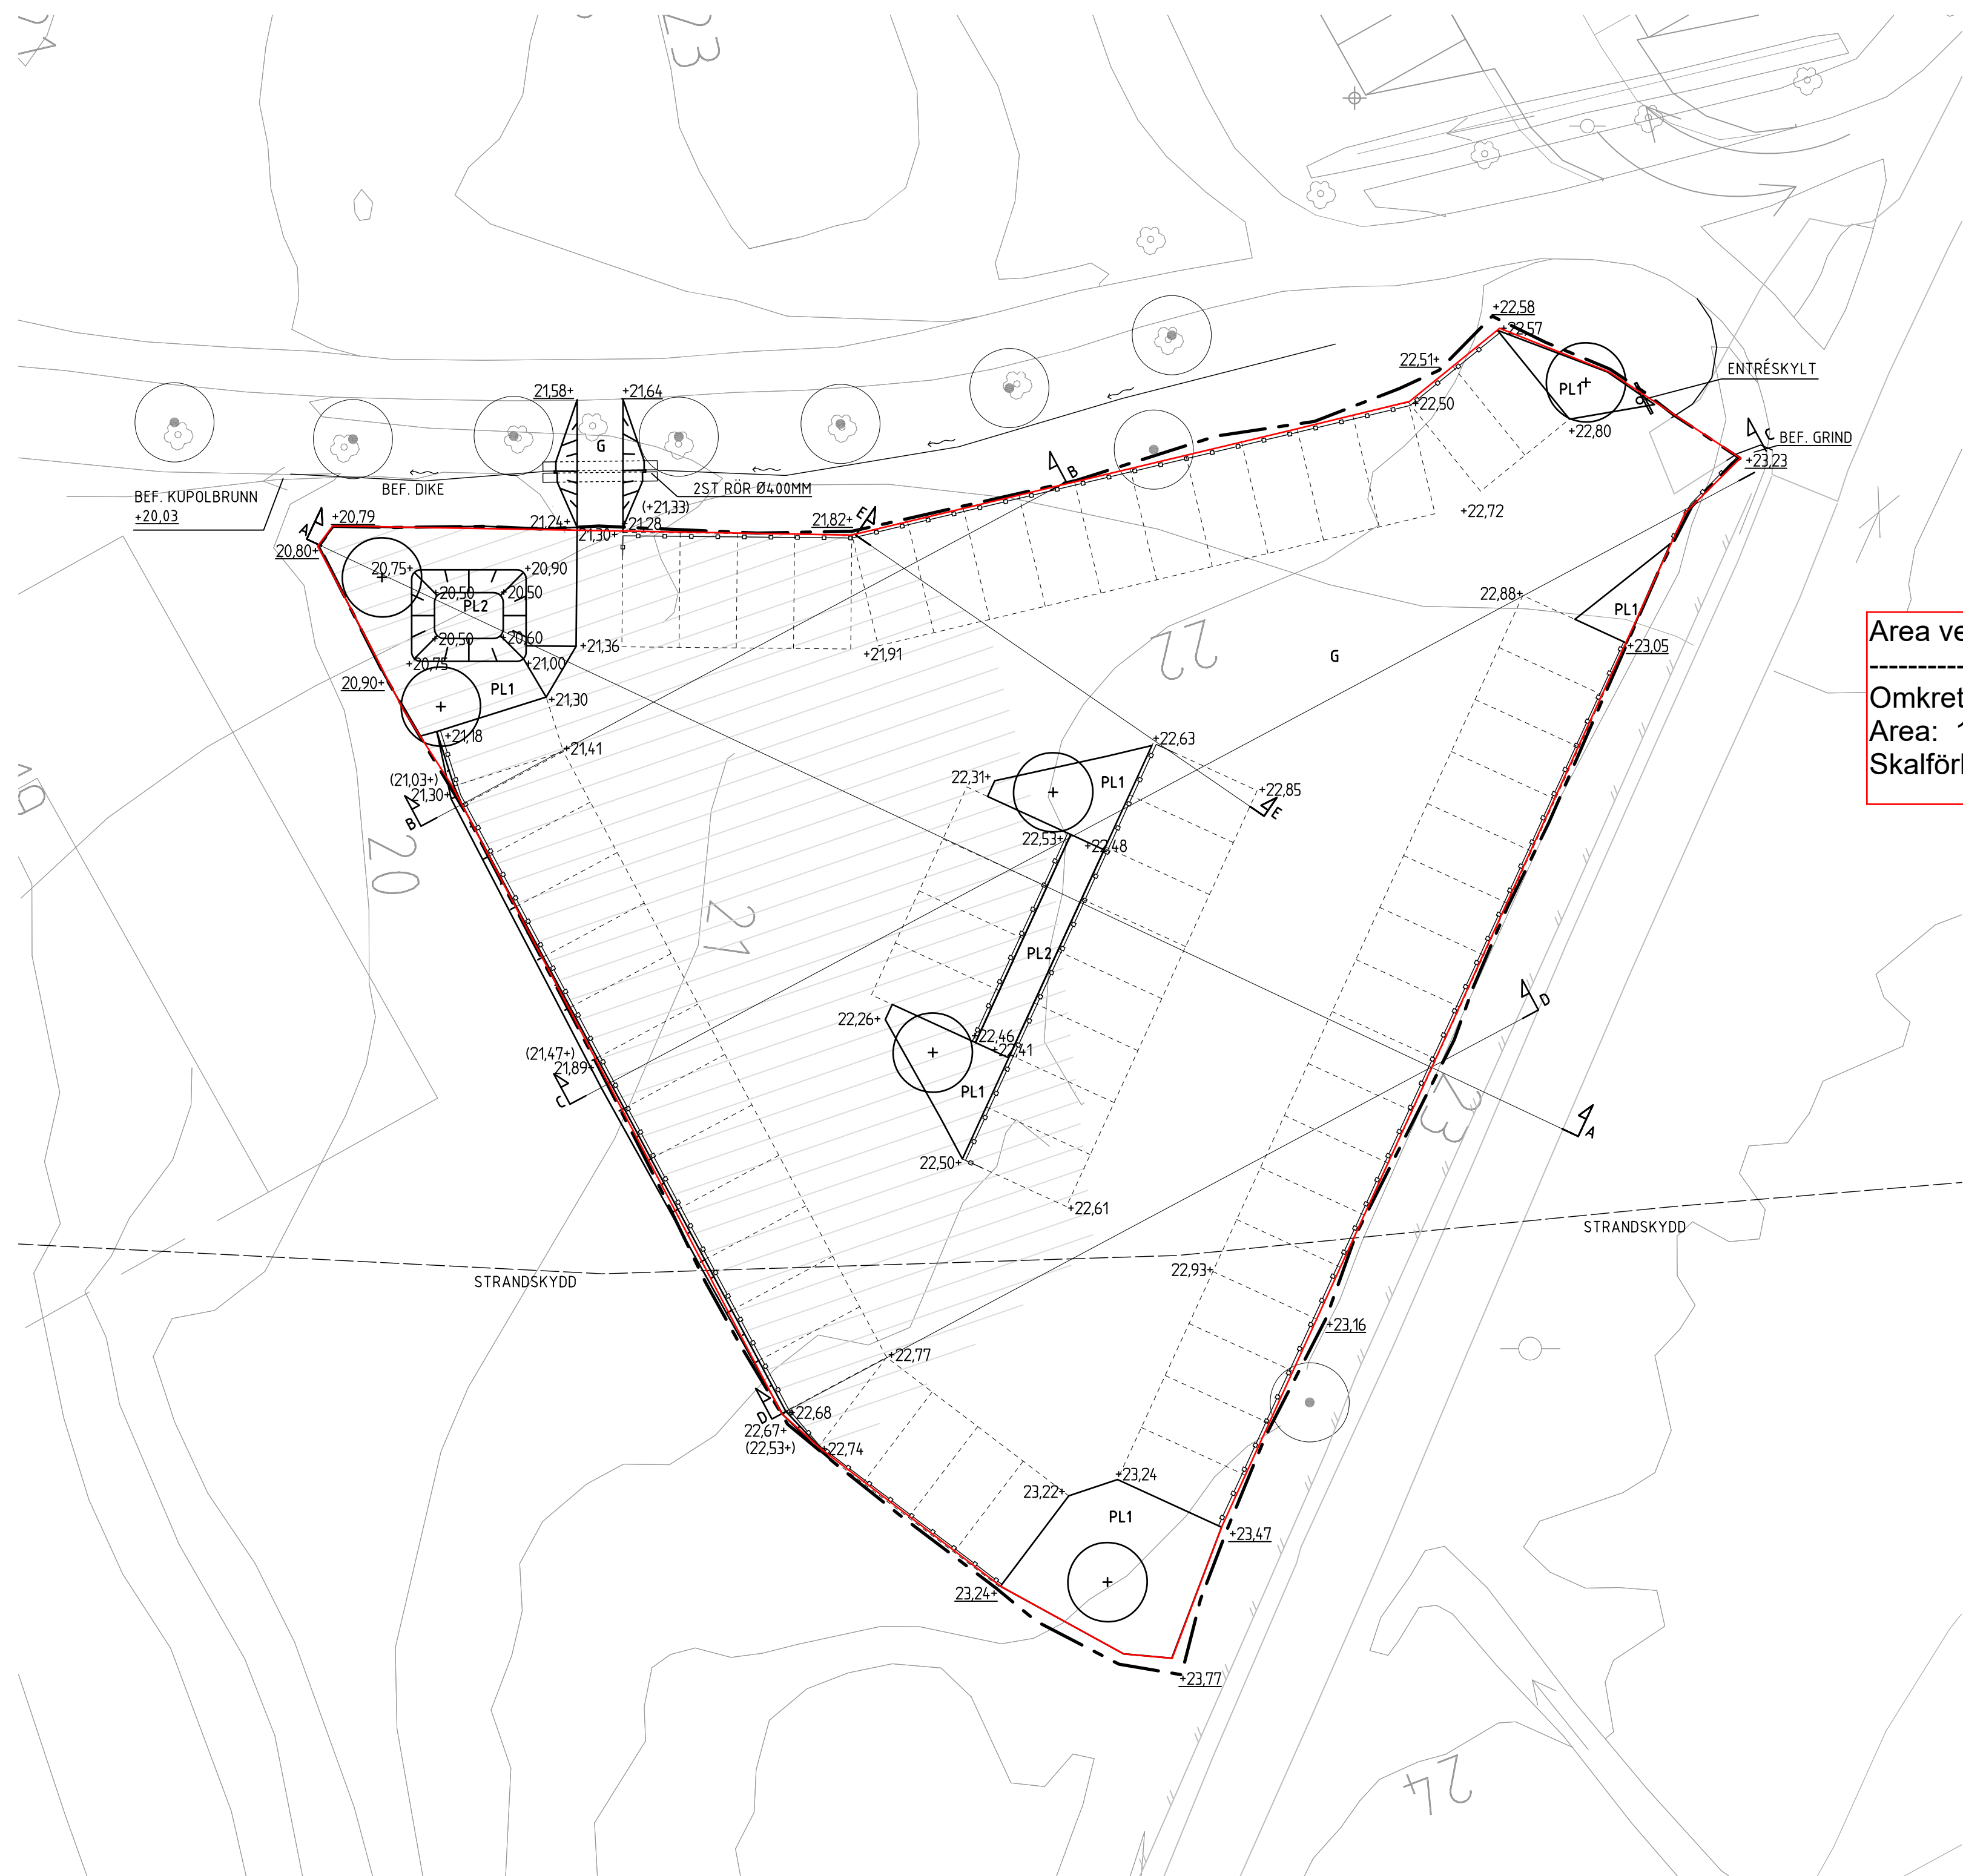 23
+22,58
+22,57
22,51+
ENTRÉSKYLT
PL1
21,58+
+21,64
+22,50
+22,80
C
BEF. GRIND
G
+23,23
B
BEF. KUPOLBRUNN
+20,03
BEF. DIKE
2ST RÖR Ø400MM
(+21,33)
+22,72
A
+20,79
21,24+
+21,28
21,82+
E
20,80+
21,30+
20,75+
+20,90
+20,50
+20,50
PL2
22,88+
PL1
+20,50
+20,60
+21,36
+21,91
22
G
+23,05
+20,75
+21,00
20,90+
PL1
+21,30
+21,18
+21,41
+22,63
(21,03+)
21,30+
22,31+
PL1
+22,85
E
B
20
22,53+
+22,48
21
PL2
D
22,26+
+22,46
+22,41
(21,47+)
21,89+
PL1
C
23
A
22,50+
+22,61
STRANDSKYDD
STRANDSKYDD
22,93+
+23,16
+22,77
D
+22,68
22,67+
(22,53+)
+22,74
+23,24
23,22+
PL1
+23,47
23,24+
+23,77
24
Area
-----------
Area: